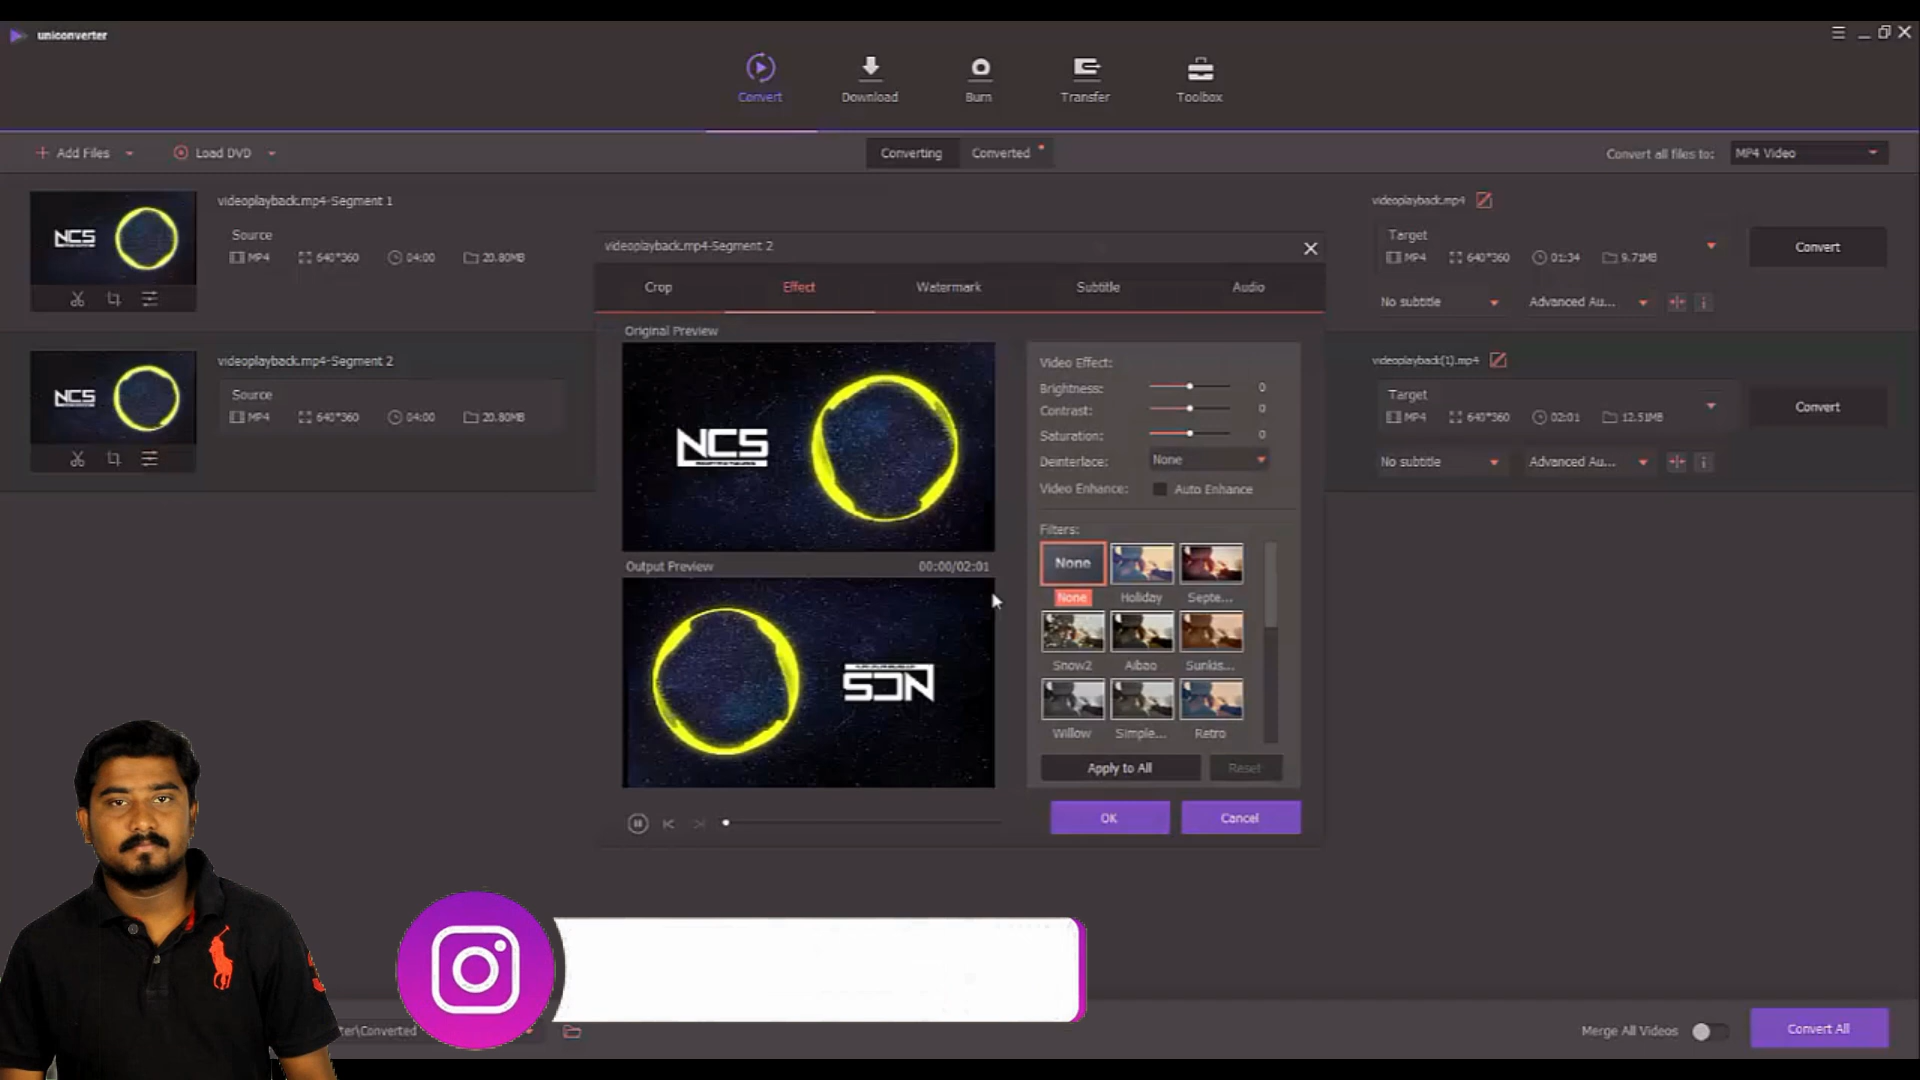 uniconverter
Convert
Download
Burn
Transfer
Toolbox
Add Files
Load DVD
Converting
Converted
Convert all files to:
MP4 Video
videoplayback.mp4-Segment 1
Source
MP4
640*360
04:00
20.80MB
NCS
videoplayback.mp4
Target
MP4
640*360
01:34
9.71MB
Convert
No subtitle
Advanced Au...
videoplayback.mp4-Segment 2
Source
MP4
640*360
04:00
20.80MB
NCS
videoplayback(1).mp4
Target
MP4
640*360
02:01
12.51MB
Convert
No subtitle
Advanced Au...
videoplayback.mp4-Segment 2
Crop
Effect
Watermark
Subtitle
Audio
Original Preview
NCS
Output Preview
00:00/02:01
NCS
Video Effect:
Brightness:
0
Contrast:
0
Saturation:
0
Deinterlace:
None
Video Enhance:
Auto Enhance
Filters:
None
None
Holiday
Septe...
Snow2
Aibao
Sunkis...
Willow
Simple...
Retro
Apply to All
Reset
OK
Cancel
ter\Converted
Merge All Videos
Convert All